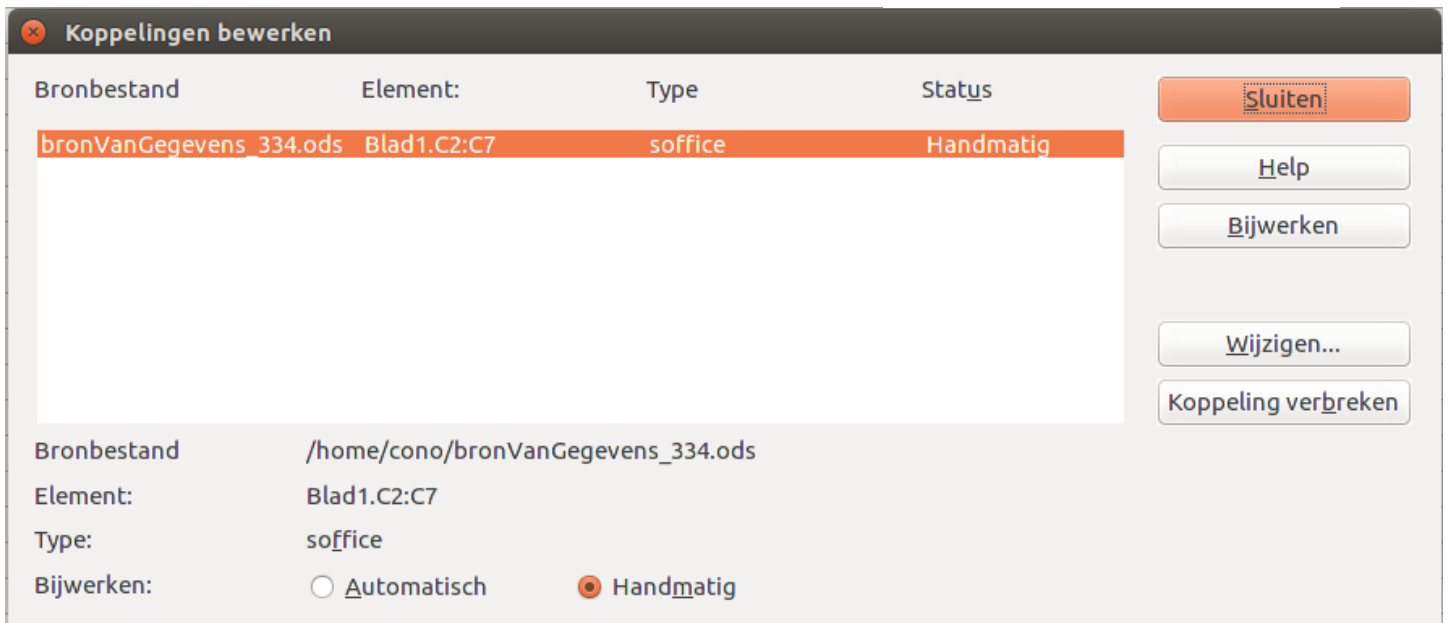 Koppelingen bewerken
Bronbestand Element: Type Status
Sluiten
bronVanGegevens_334.ods Blad1.C2:C7 soffice Handmatig
Help
Bijwerken
Wijzigen...
Koppeling verbreken
Bronbestand /home/cono/bronVanGegevens_334.ods
Element: Blad1.C2:C7
Type: soffice
Bijwerken: Automatisch Handmatig